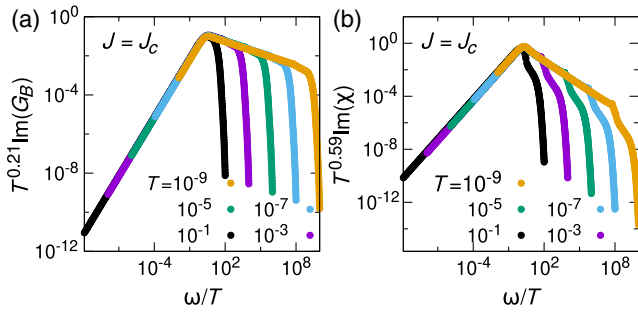 (a)
J = J_c
10^0
10^-4
10^-8
10^-12
T^0.21 Im(G_B)
T=10^-9
10^-5 10^-7
10^-1 10^-3
10^-4 10^2 10^8
ω/T
(b)
J = J_c
10^0
10^-4
10^-8
10^-12
T^0.59 Im(χ)
T=10^-9
10^-5 10^-7
10^-1 10^-3
10^-4 10^2 10^8
ω/T